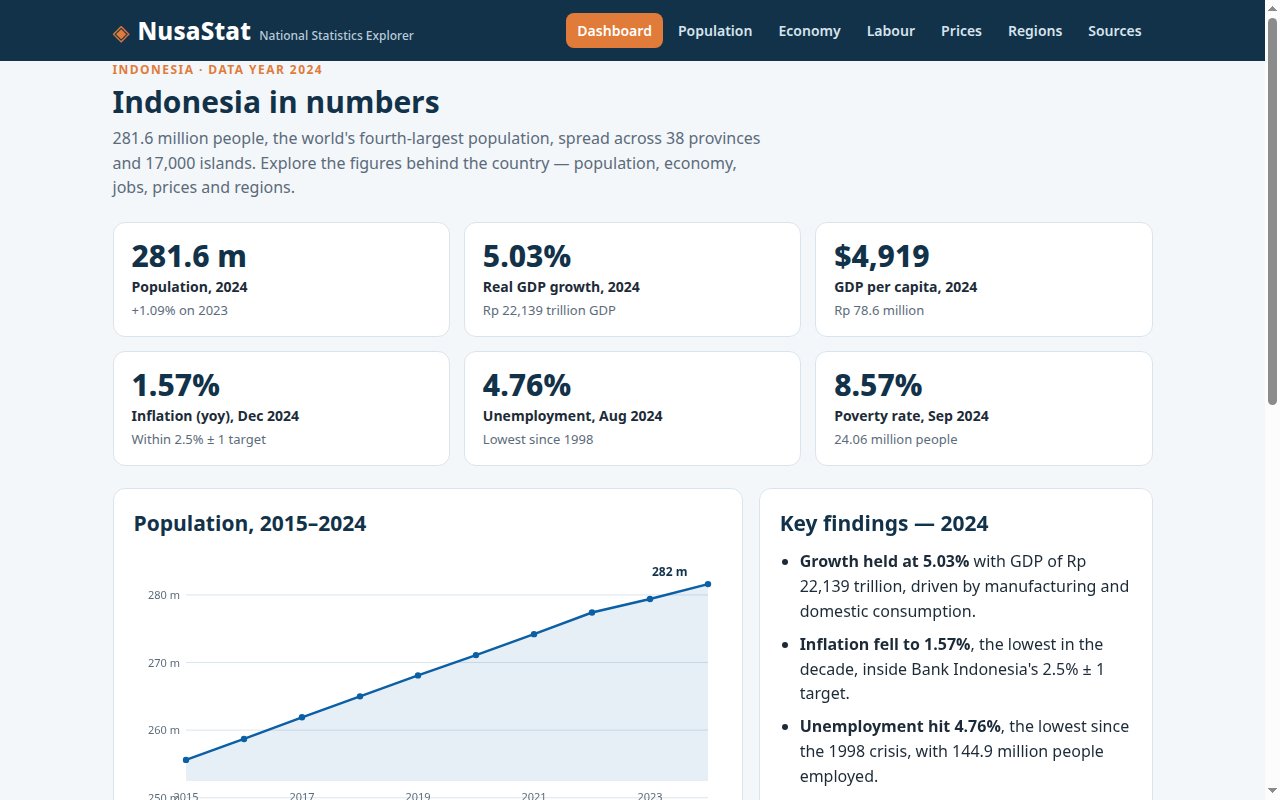 ◈ NusaStat National Statistics Explorer
Dashboard Population Economy Labour Prices Regions Sources
INDONESIA · DATA YEAR 2024
Indonesia in numbers
281.6 million people, the world's fourth-largest population, spread across 38 provinces
and 17,000 islands. Explore the figures behind the country — population, economy,
jobs, prices and regions.
281.6 m
Population, 2024
+1.09% on 2023
5.03%
Real GDP growth, 2024
Rp 22,139 trillion GDP
$4,919
GDP per capita, 2024
Rp 78.6 million
1.57%
Inflation (yoy), Dec 2024
Within 2.5% ± 1 target
4.76%
Unemployment, Aug 2024
Lowest since 1998
8.57%
Poverty rate, Sep 2024
24.06 million people
Population, 2015–2024
282 m
280 m
270 m
260 m
250 m
2015 2017 2019 2021 2023
Key findings — 2024
• Growth held at 5.03% with GDP of Rp
22,139 trillion, driven by manufacturing and
domestic consumption.
• Inflation fell to 1.57%, the lowest in the
decade, inside Bank Indonesia's 2.5% ± 1
target.
• Unemployment hit 4.76%, the lowest since
the 1998 crisis, with 144.9 million people
employed.